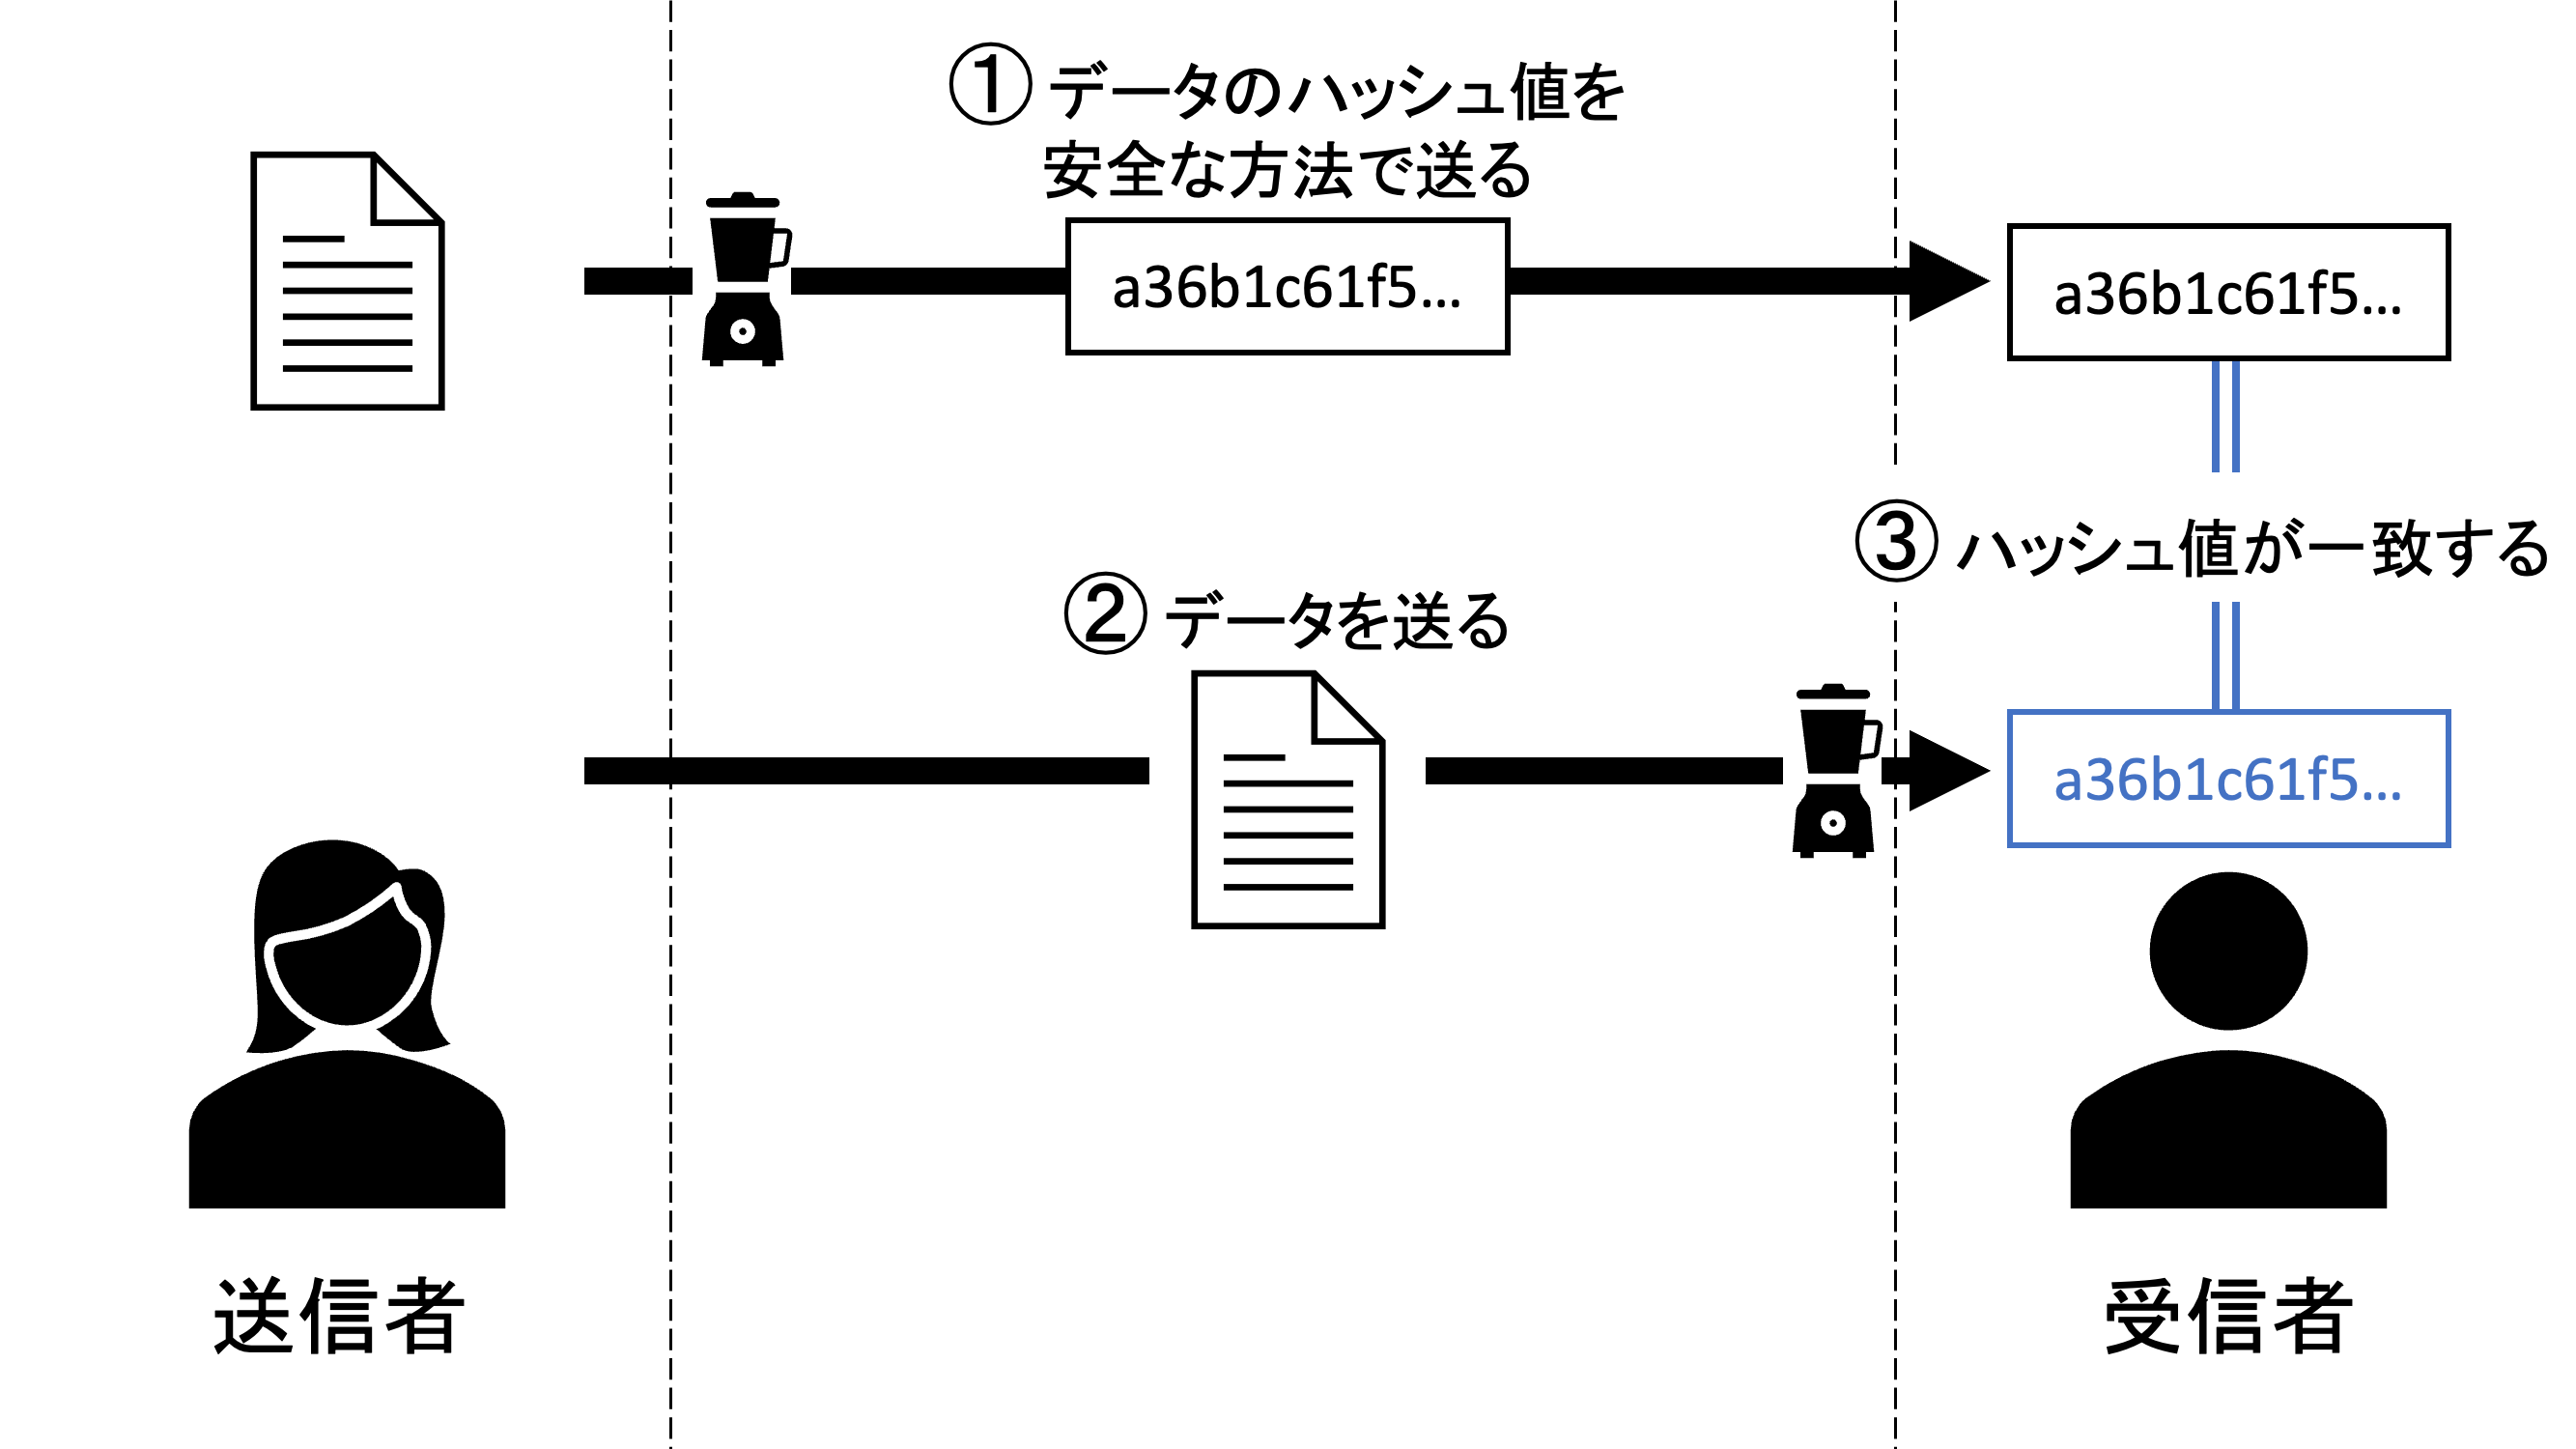 ① データのハッシュ値を
安全な方法で送る
a36b1c61f5...
a36b1c61f5...
③ ハッシュ値が一致する
② データを送る
a36b1c61f5...
送信者
受信者